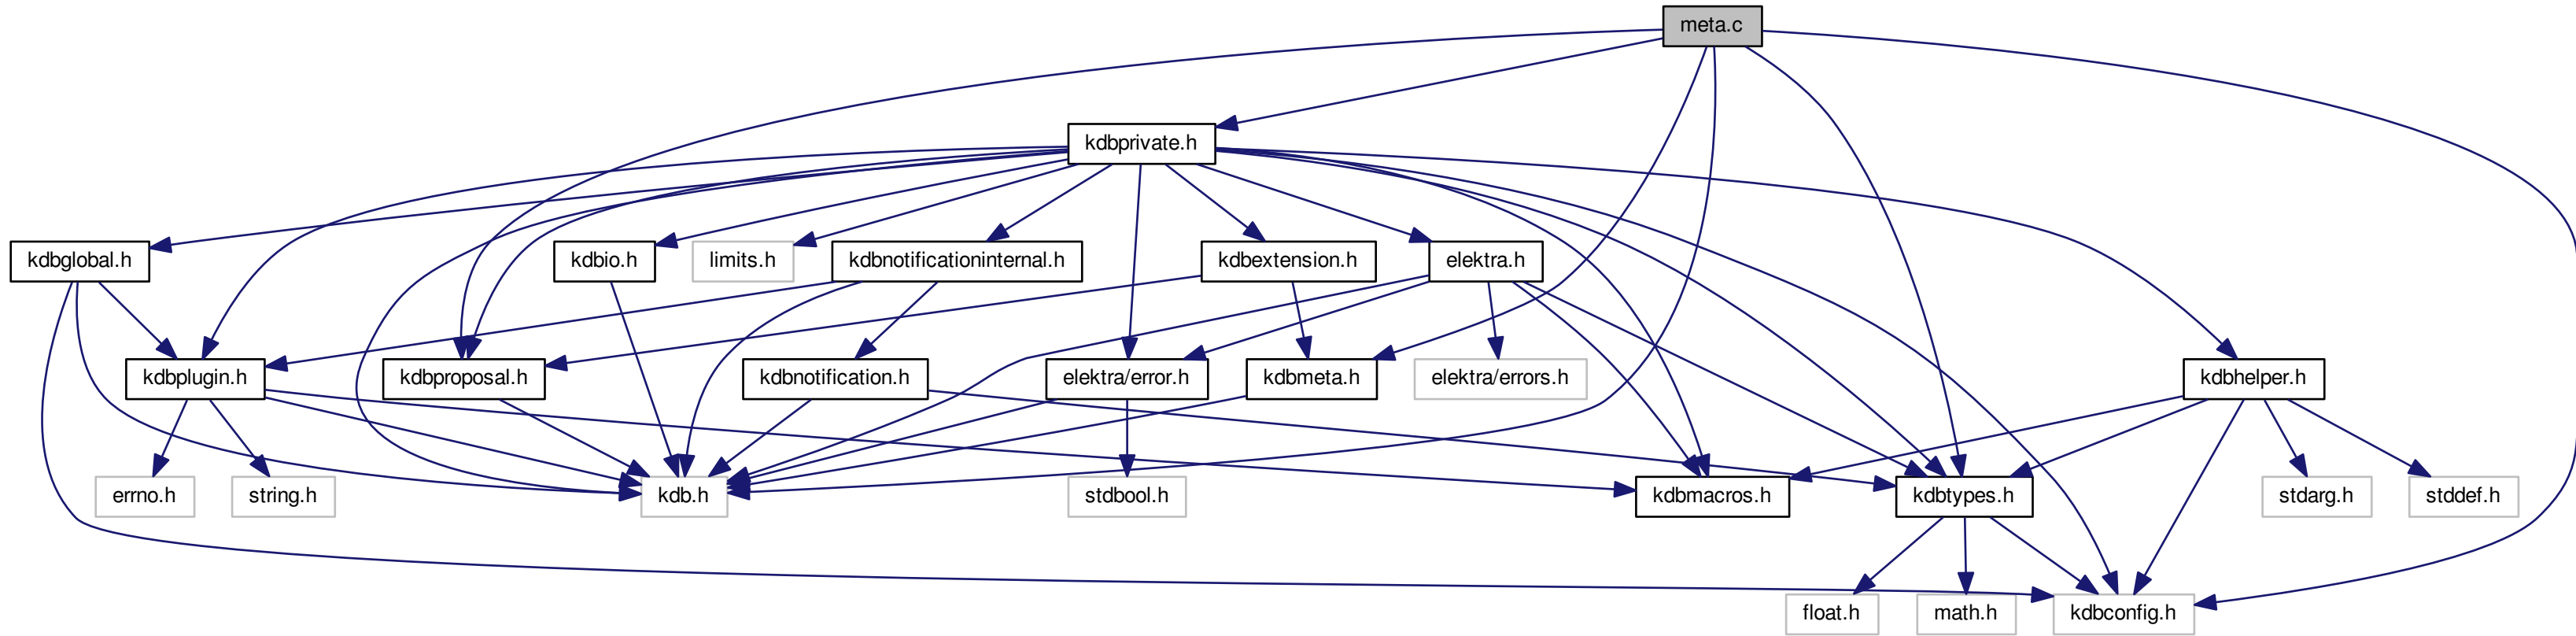 meta.c
kdbprivate.h
kdbglobal.h
kdbio.h
limits.h
kdbnotificationinternal.h
kdbextension.h
elektra.h
kdbplugin.h
kdbproposal.h
kdbnotification.h
elektra/error.h
kdbmeta.h
elektra/errors.h
kdbhelper.h
errno.h
string.h
kdb.h
stdbool.h
kdbmacros.h
kdbtypes.h
stdarg.h
stddef.h
float.h
math.h
kdbconfig.h